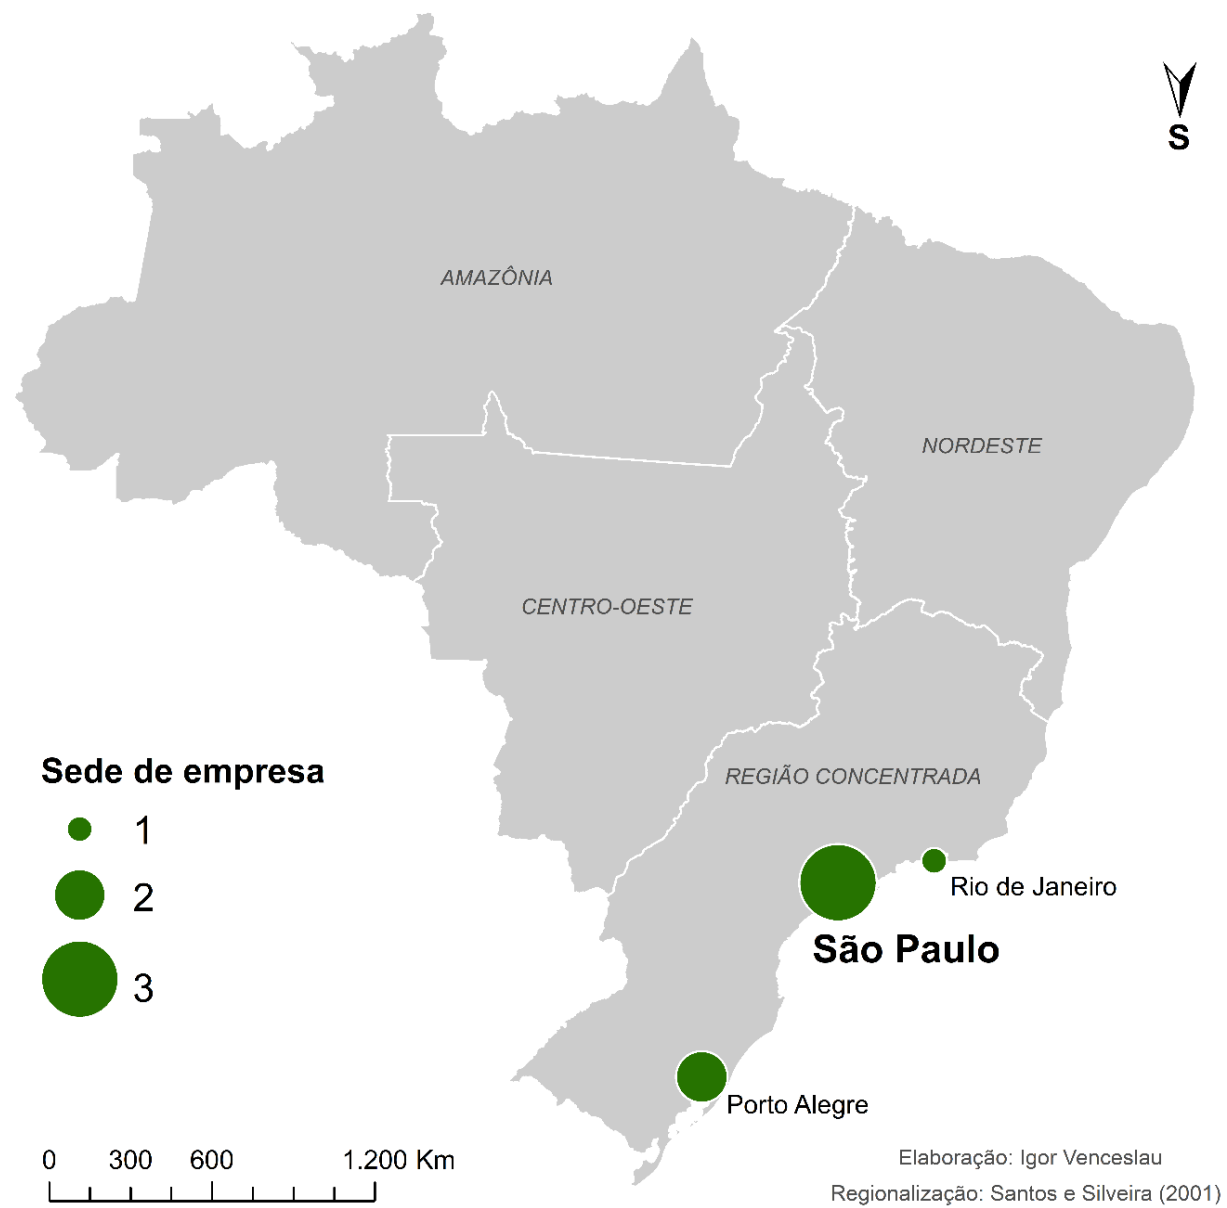 S
AMAZÔNIA
NORDESTE
CENTRO-OESTE
REGIÃO CONCENTRADA
Sede de empresa
1
2
3
Rio de Janeiro
São Paulo
Porto Alegre
0 300 600 1.200 Km
Elaboração: Igor Venceslau
Regionalização: Santos e Silveira (2001)